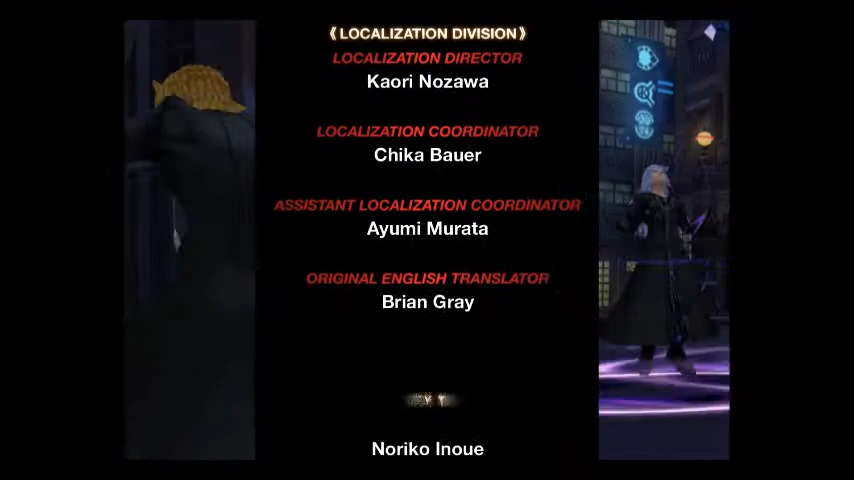 《LOCALIZATION DIVISION》
LOCALIZATION DIRECTOR
Kaori Nozawa
LOCALIZATION COORDINATOR
Chika Bauer
ASSISTANT LOCALIZATION COORDINATOR
Ayumi Murata
ORIGINAL ENGLISH TRANSLATOR
Brian Gray
Noriko Inoue